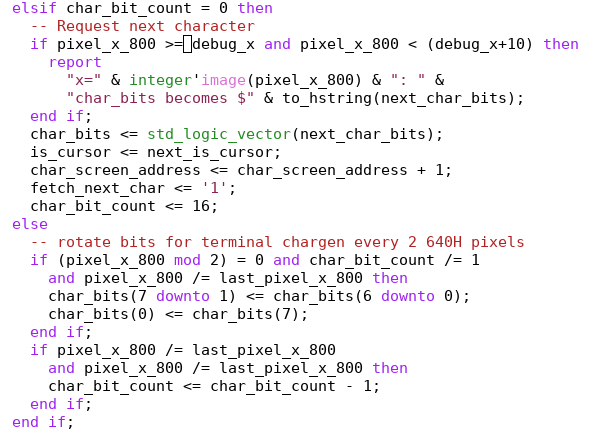 elsif char_bit_count = 0 then
-- Request next character
if pixel_x_800 >= debug_x and pixel_x_800 < (debug_x+10) then
report
"x=" & integer'image(pixel_x_800) & ": " &
"char_bits becomes $" & to_hstring(next_char_bits);
end if;
char_bits <= std_logic_vector(next_char_bits);
is_cursor <= next_is_cursor;
char_screen_address <= char_screen_address + 1;
fetch_next_char <= '1';
char_bit_count <= 16;
else
-- rotate bits for terminal chargen every 2 640H pixels
if (pixel_x_800 mod 2) = 0 and char_bit_count /= 1
and pixel_x_800 /= last_pixel_x_800 then
char_bits(7 downto 1) <= char_bits(6 downto 0);
char_bits(0) <= char_bits(7);
end if;
if pixel_x_800 /= last_pixel_x_800
and pixel_x_800 /= last_pixel_x_800 then
char_bit_count <= char_bit_count - 1;
end if;
end if;